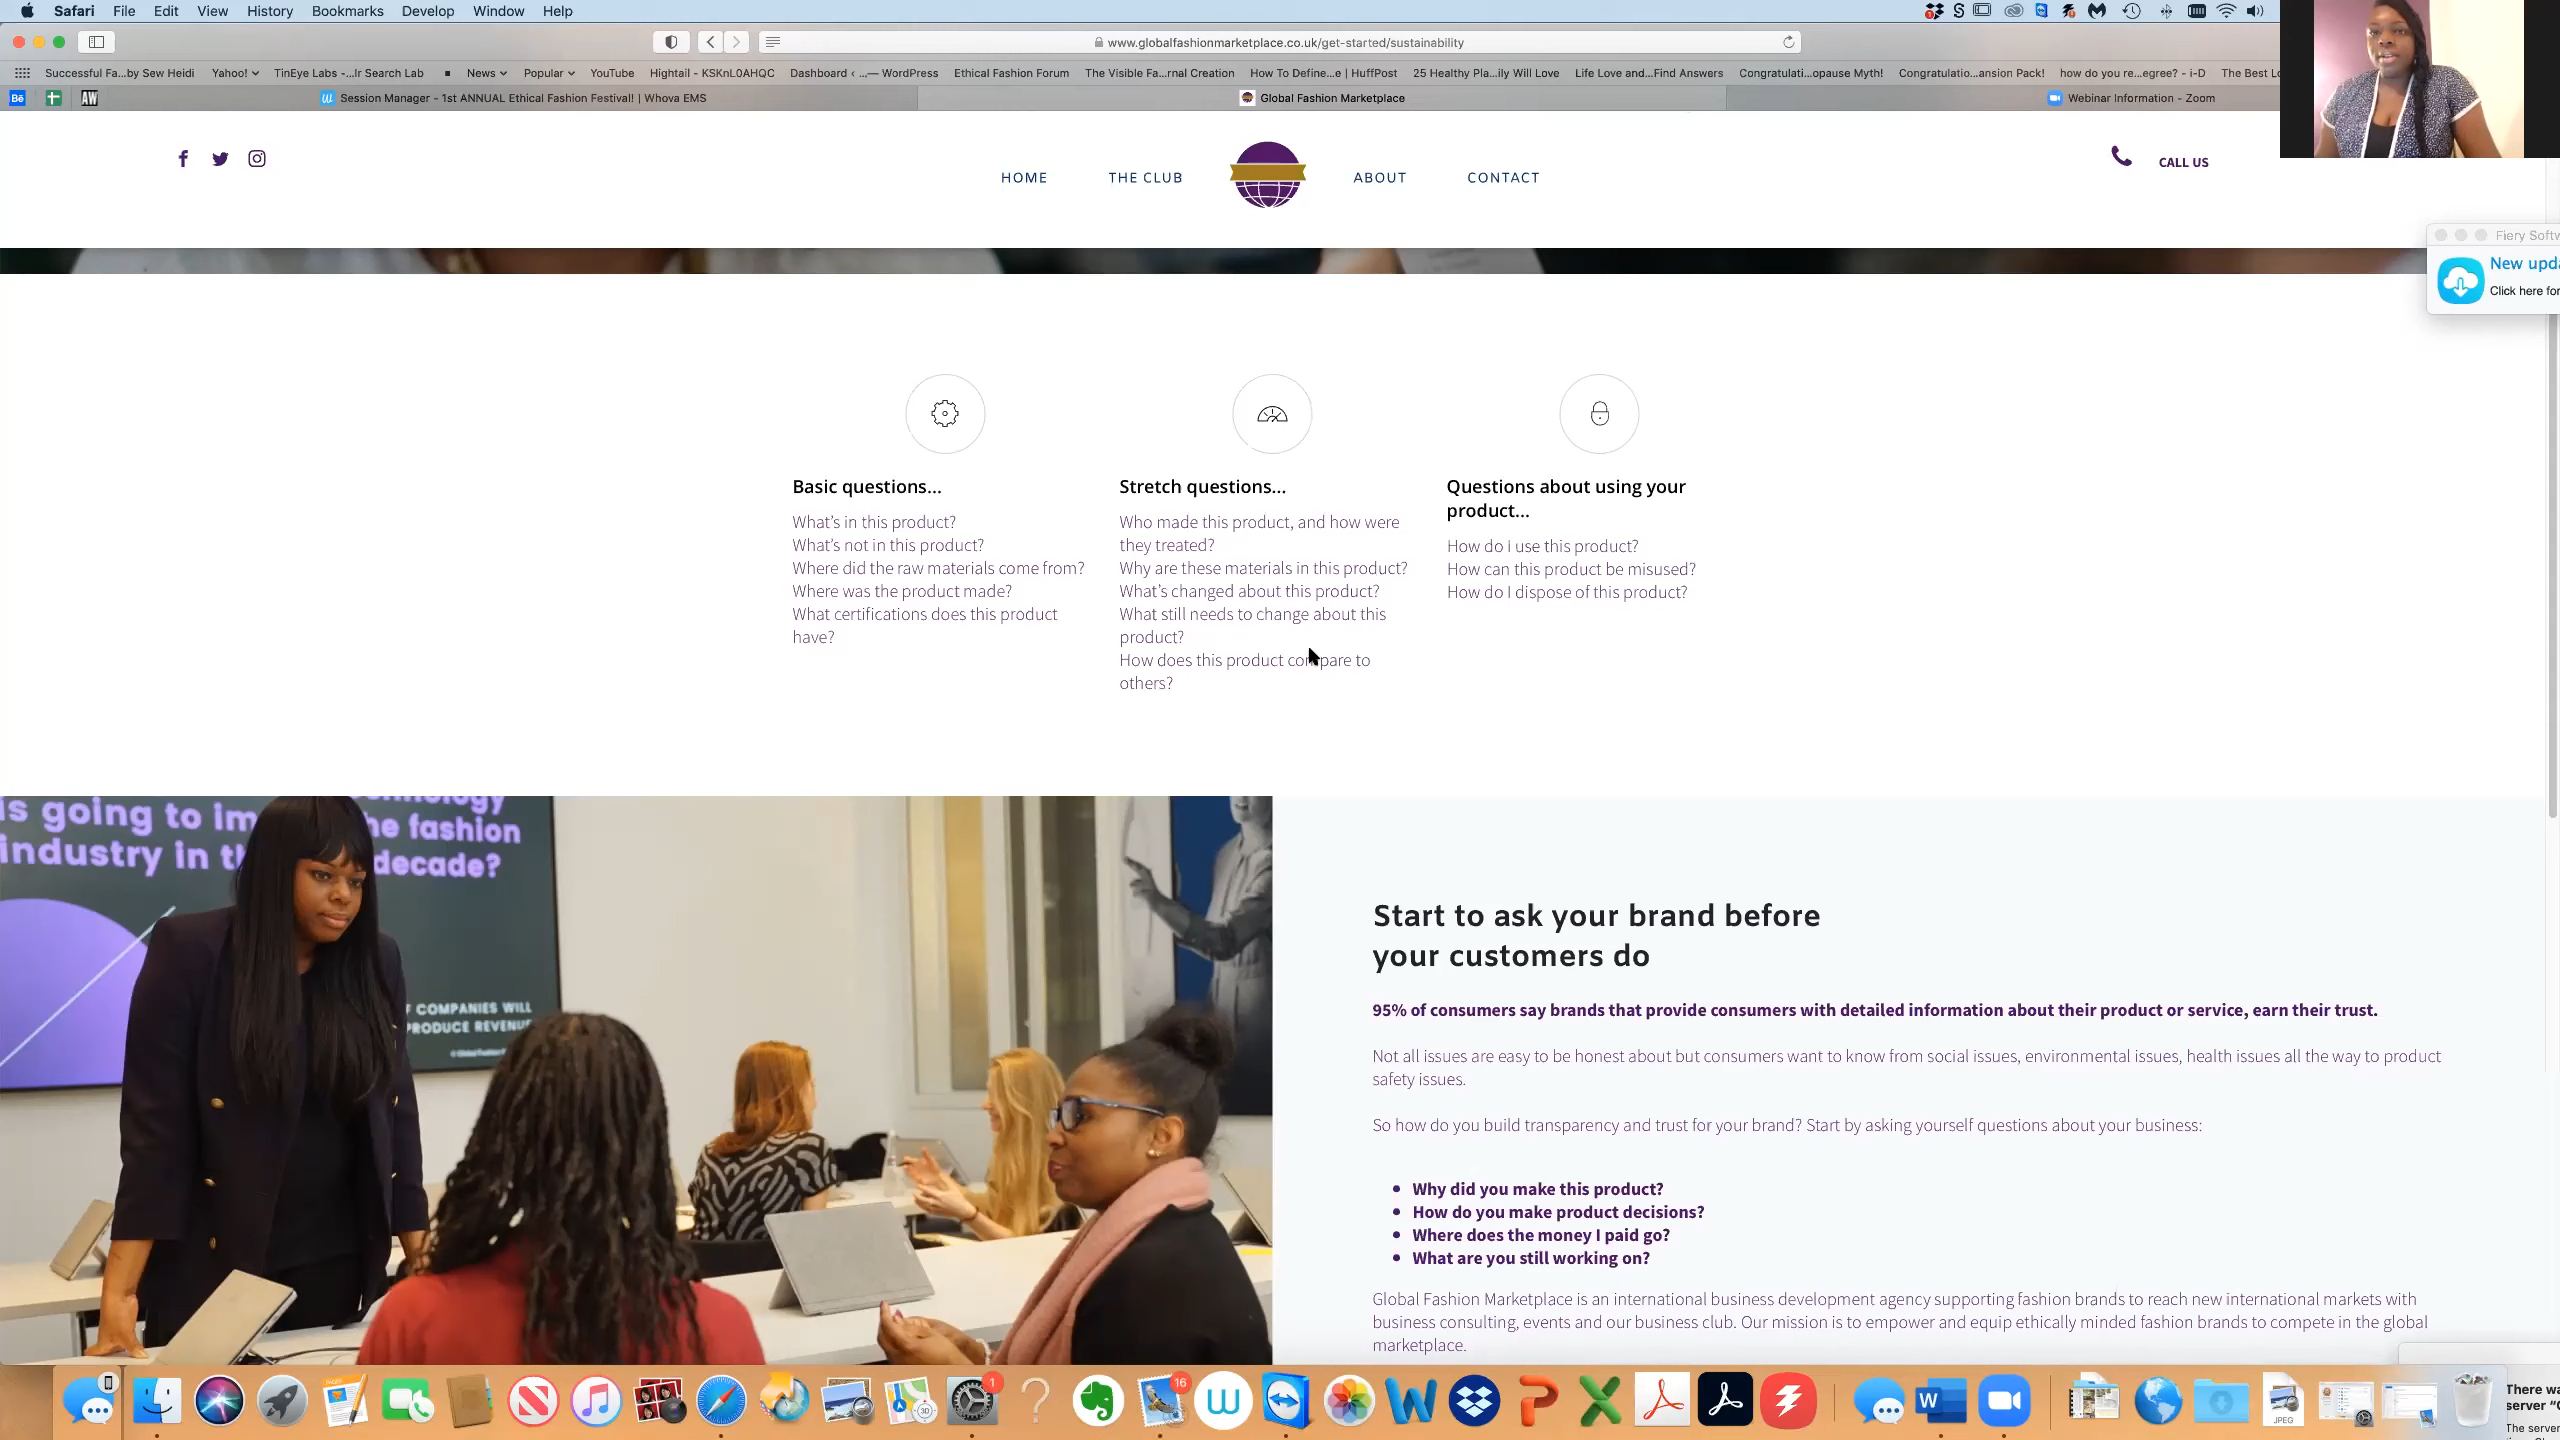 Safari File Edit View History Bookmarks Develop Window Help
www.globalfashionmarketplace.co.uk/get-started/sustainability
Successful Fa...by Sew Heidi Yahoo! TinEye Labs -...lr Search Lab News Popular YouTube Hightail - KSKnL0AHQC Dashboard ‹ ...— WordPress Ethical Fashion Forum The Visible Fa...rnal Creation How To Define...e | HuffPost 25 Healthy Pla...ily Will Love Life Love and...Find Answers Congratulati...opause Myth! Congratulatio...ansion Pack! how do you re...egree? - i-D The Best
Bē AW Session Manager - 1st ANNUAL Ethical Fashion Festival! | Whova EMS Global Fashion Marketplace Webinar Information - Zoom
HOME THE CLUB ABOUT CONTACT
CALL US
Fiery
New
Click here for
Basic questions...
What's in this product?
What's not in this product?
Where did the raw materials come from?
Where was the product made?
What certifications does this product
have?
Stretch questions...
Who made this product, and how were
they treated?
Why are these materials in this product?
What's changed about this product?
What still needs to change about this
product?
How does this product compare to
others?
Questions about using your
product...
How do I use this product?
How can this product be misused?
How do I dispose of this product?
is going to he fashion
industry in decade?
COMPANIES WILL
PRODUCE REVENUE
Start to ask your brand before
your customers do
95% of consumers say brands that provide consumers with detailed information about their product or service, earn their trust.
Not all issues are easy to be honest about but consumers want to know from social issues, environmental issues, health issues all the way to product
safety issues.
So how do you build transparency and trust for your brand? Start by asking yourself questions about your business:
Why did you make this product?
How do you make product decisions?
Where does the money I paid go?
What are you still working on?
Global Fashion Marketplace is an international business development agency supporting fashion brands to reach new international markets with
business consulting, events and our business club. Our mission is to empower and equip ethically minded fashion brands to compete in the global
marketplace.
1
16
JPEG
There
server
The server